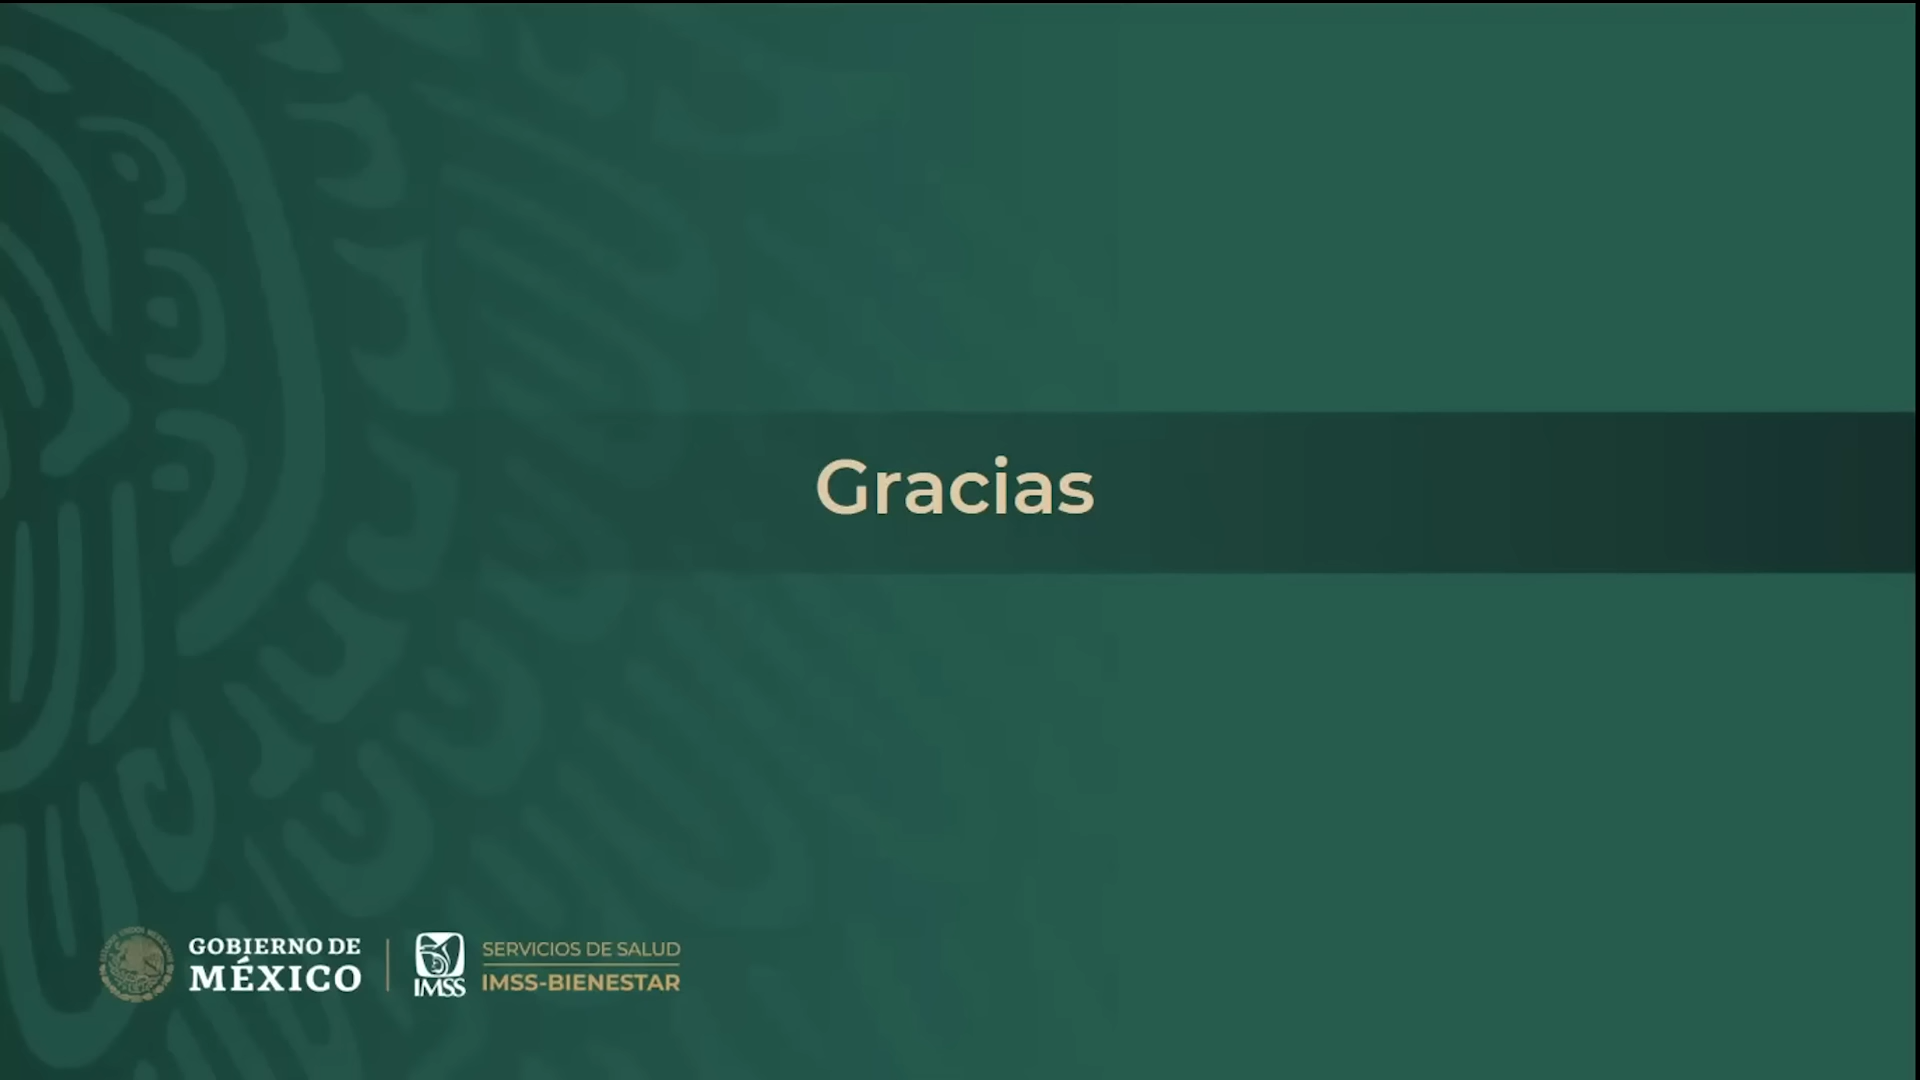 Gracias
GOBIERNO DE
MÉXICO
IMSS
SERVICIOS DE SALUD
IMSS-BIENESTAR